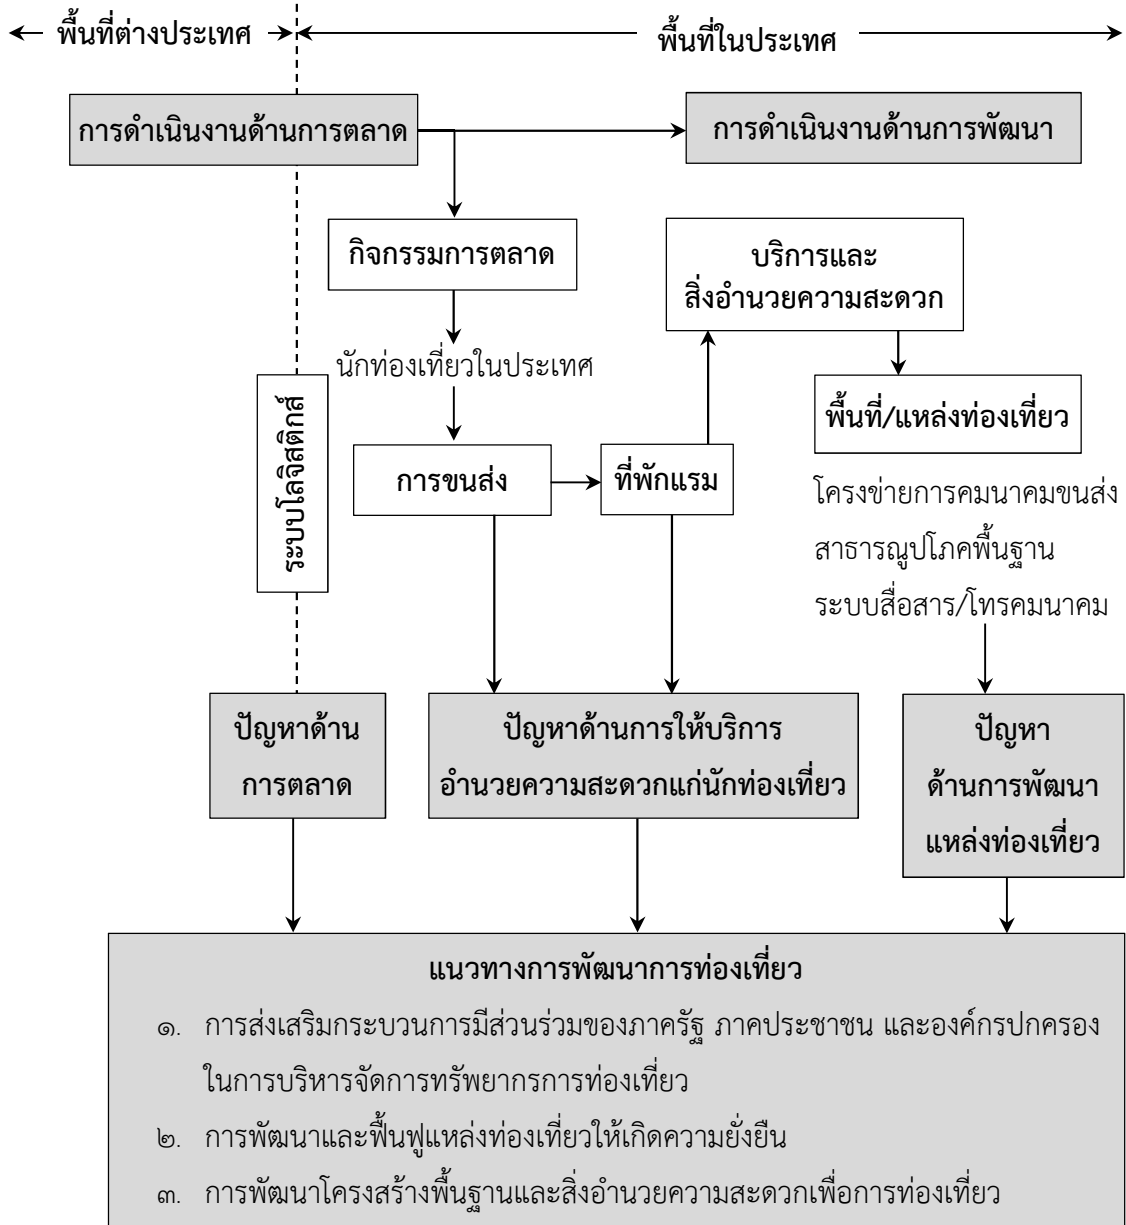 พื้นที่ต่างประเทศ
พื้นที่ในประเทศ
การดำเนินงานด้านการตลาด
การดำเนินงานด้านการพัฒนา
กิจกรรมการตลาด
บริการและ
สิ่งอำนวยความสะดวก
นักท่องเที่ยวในประเทศ
พื้นที่/แหล่งท่องเที่ยว
ระบบโลจิสติกส์
การขนส่ง
ที่พักแรม
โครงข่ายการคมนาคมขนส่ง
สาธารณูปโภคพื้นฐาน
ระบบสื่อสาร/โทรคมนาคม
ปัญหาด้าน
การตลาด
ปัญหาด้านการให้บริการ
อำนวยความสะดวกแก่นักท่องเที่ยว
ปัญหา
ด้านการพัฒนา
แหล่งท่องเที่ยว
แนวทางการพัฒนาการท่องเที่ยว
๑. การส่งเสริมกระบวนการมีส่วนร่วมของภาครัฐ ภาคประชาชน และองค์กรปกครอง
ในการบริหารจัดการทรัพยากรการท่องเที่ยว
๒. การพัฒนาและฟื้นฟูแหล่งท่องเที่ยวให้เกิดความยั่งยืน
๓. การพัฒนาโครงสร้างพื้นฐานและสิ่งอำนวยความสะดวกเพื่อการท่องเที่ยว